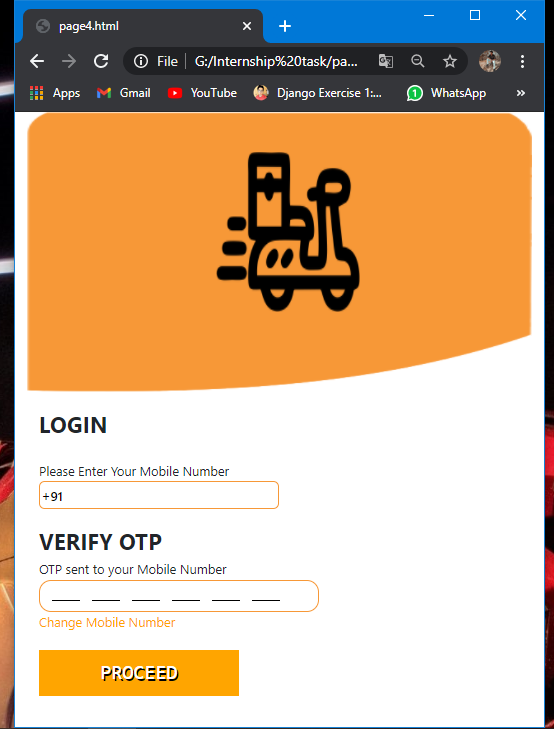 page4.html
File | G:/Internship%20task/pa...
Apps Gmail YouTube Django Exercise 1:... WhatsApp »
LOGIN
Please Enter Your Mobile Number
+91
VERIFY OTP
OTP sent to your Mobile Number
Change Mobile Number
PROCEED